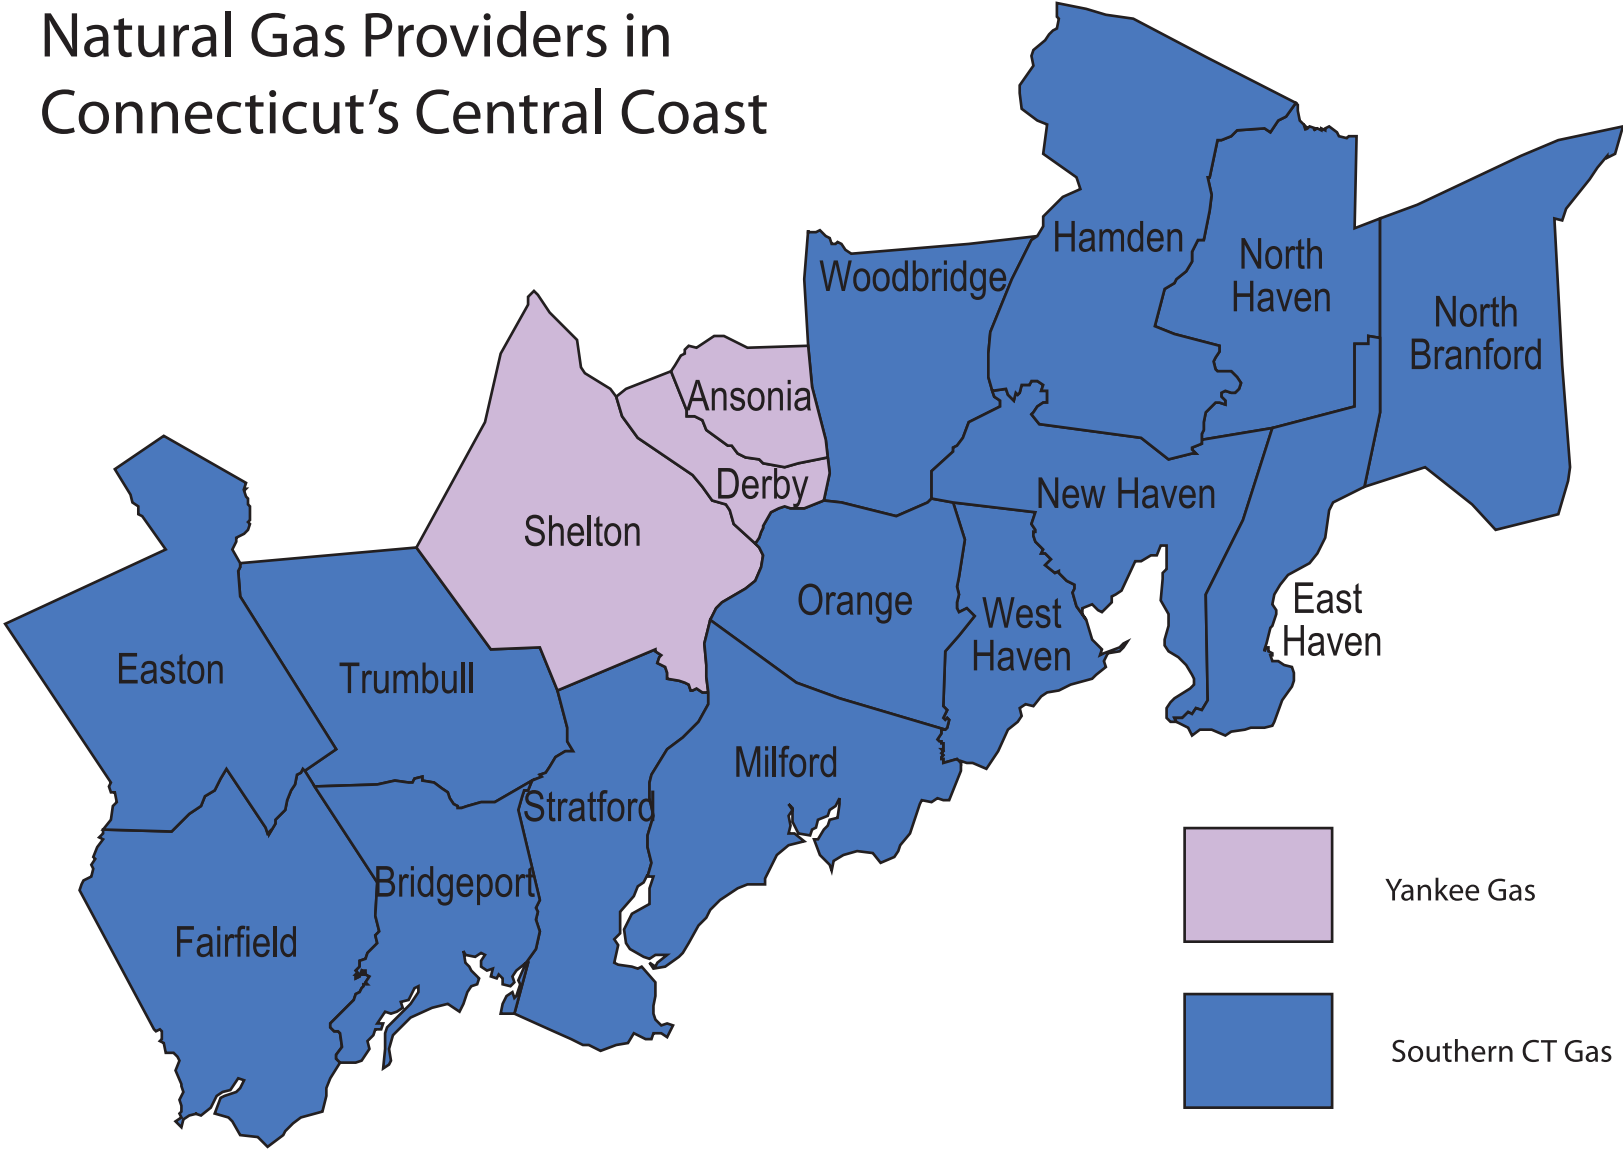 Natural Gas Providers in
Connecticut’s Central Coast
Hamden
North
Haven
Woodbridge
North
Branford
Ansonia
Derby
New Haven
Shelton
Orange
West
Haven
East
Haven
Easton
Trumbull
Milford
Stratford
Bridgeport
Fairfield
Yankee Gas
Southern CT Gas